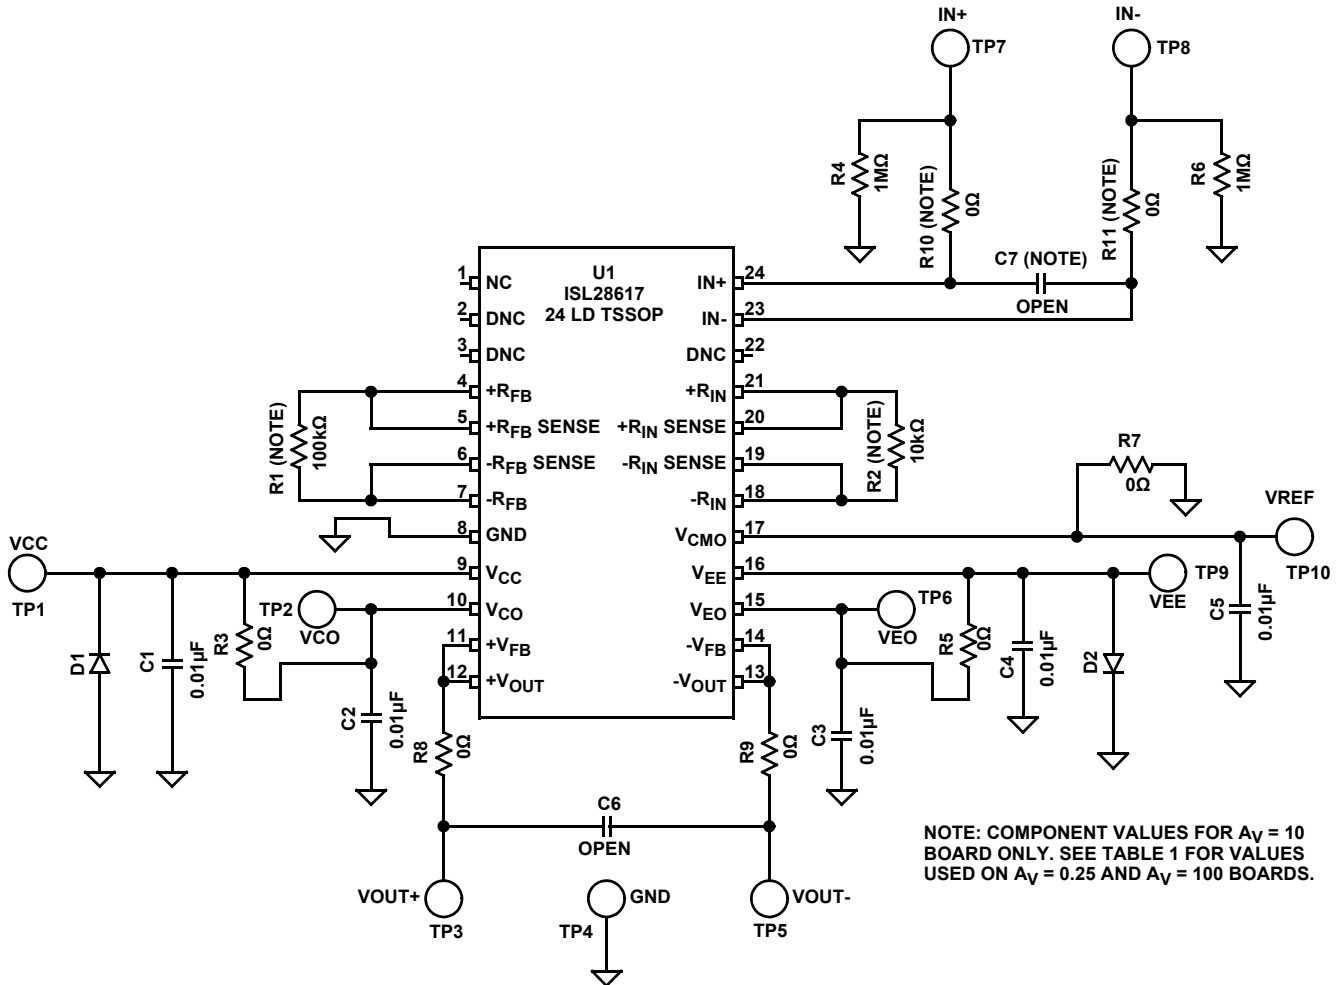 IN+
TP7
IN-
TP8
R4
1MΩ
R10 (NOTE)
0Ω
R11 (NOTE)
0Ω
R6
1MΩ
C7 (NOTE)
OPEN
U1
ISL28617
24 LD TSSOP
1 NC
2 DNC
3 DNC
4 +RFB
5 +RFB SENSE
6 -RFB SENSE
7 -RFB
8 GND
9 VCC
10 VCO
11 +VFB
12 +VOUT
IN+ 24
IN- 23
DNC 22
+RIN 21
+RIN SENSE 20
-RIN SENSE 19
-RIN 18
VCMO 17
VEE 16
VEO 15
-VFB 14
-VOUT 13
R1 (NOTE)
100kΩ
R2 (NOTE)
10kΩ
R7
0Ω
VREF
TP10
VCC
TP1
TP2
VCO
TP6
VEO
TP9
VEE
D1
C1
0.01µF
R3
0Ω
C2
0.01µF
R8
0Ω
R9
0Ω
C3
0.01µF
R5
0Ω
C4
0.01µF
D2
C5
0.01µF
C6
OPEN
VOUT+
TP3
GND
TP4
VOUT-
TP5
NOTE: COMPONENT VALUES FOR AV = 10
BOARD ONLY. SEE TABLE 1 FOR VALUES
USED ON AV = 0.25 AND AV = 100 BOARDS.